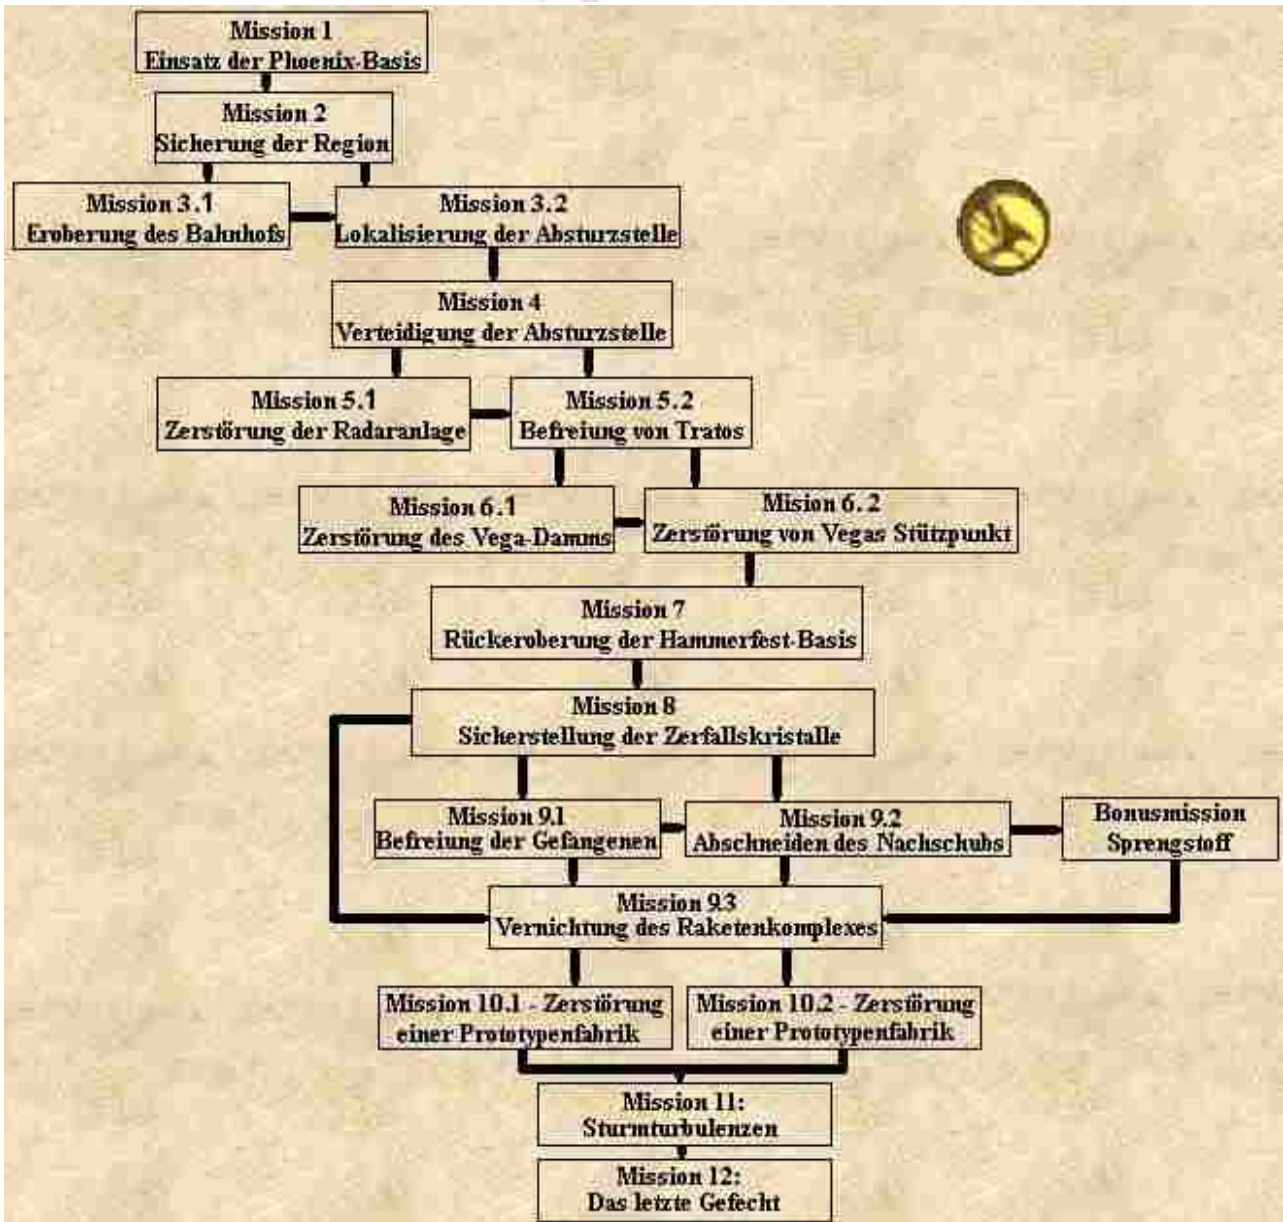 Mission 1
Einsatz der Phoenix-Basis
Mission 2
Sicherung der Region
Mission 3.1
Eroberung des Bahnhofs
Mission 3.2
Lokalisierung der Absturzstelle
Mission 4
Verteidigung der Absturzstelle
Mission 5.1
Zerstörung der Radaranlage
Mission 5.2
Befreiung von Tratos
Mission 6.1
Zerstörung des Vega-Damms
Mision 6.2
Zerstörung von Vegas Stützpunkt
Mission 7
Rückeroberung der Hammerfest-Basis
Mission 8
Sicherstellung der Zerfallskristalle
Mission 9.1
Befreiung der Gefangenen
Mission 9.2
Abschneiden des Nachschubs
Bonusmission
Sprengstoff
Mission 9.3
Vernichtung des Raketenkomplexes
Mission 10.1 - Zerstörung
einer Prototypenfabrik
Mission 10.2 - Zerstörung
einer Prototypenfabrik
Mission 11:
Sturmturbulenzen
Mission 12:
Das letzte Gefecht